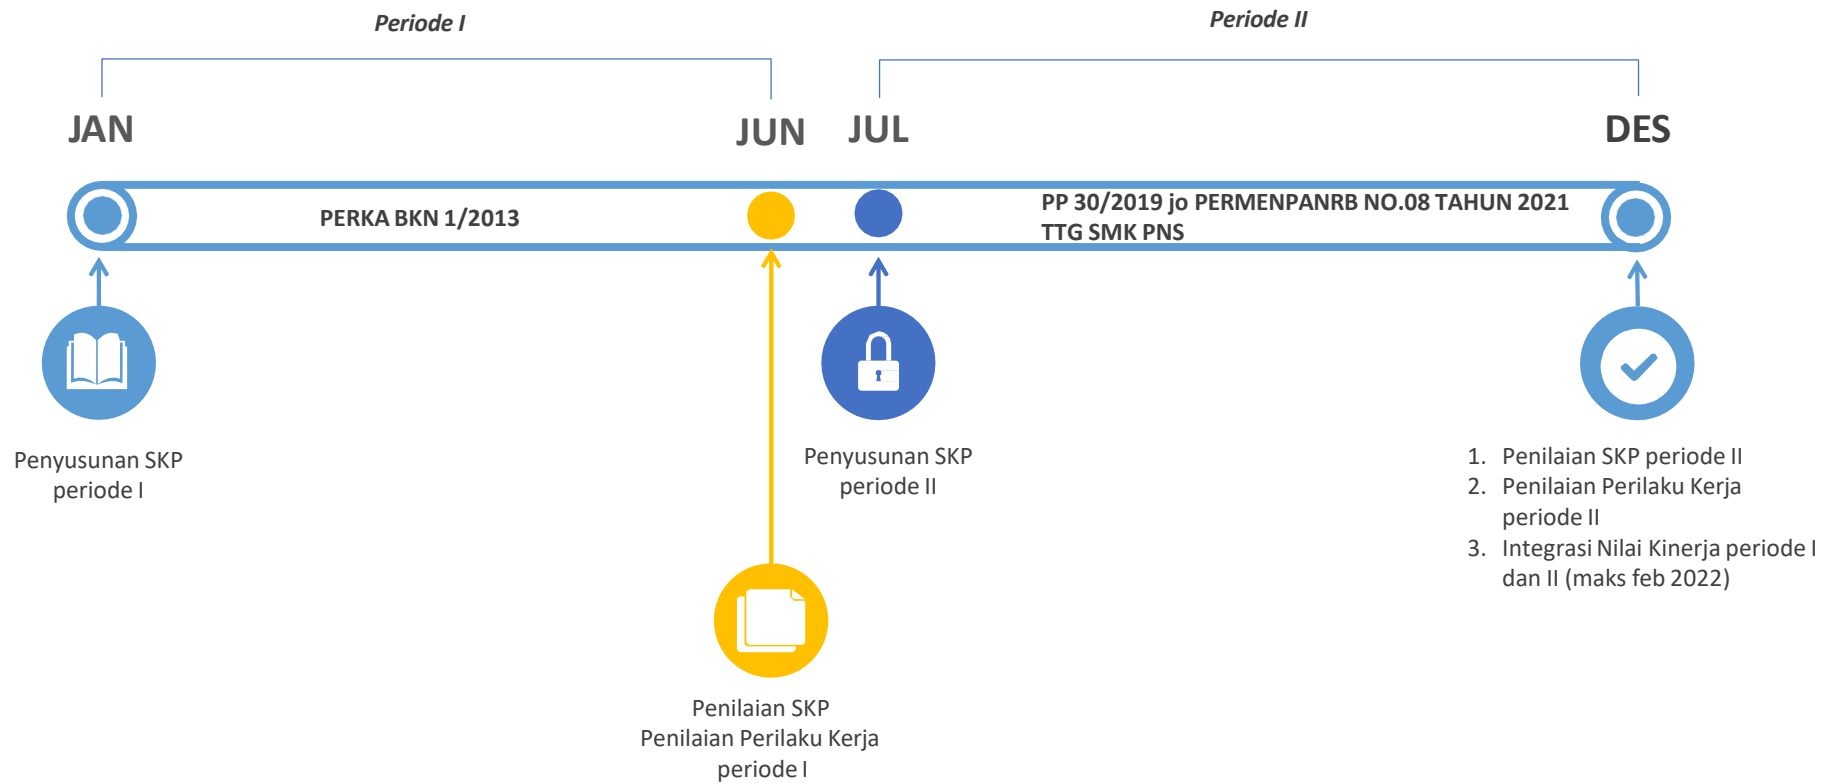 Periode I
Periode II
JAN
JUN
JUL
DES
PERKA BKN 1/2013
PP 30/2019 jo PERMENPANRB NO.08 TAHUN 2021
TTG SMK PNS
Penyusunan SKP
periode I
Penyusunan SKP
periode II
1. Penilaian SKP periode II
2. Penilaian Perilaku Kerja
periode II
3. Integrasi Nilai Kinerja periode I
dan II (maks feb 2022)
Penilaian SKP
Penilaian Perilaku Kerja
periode I